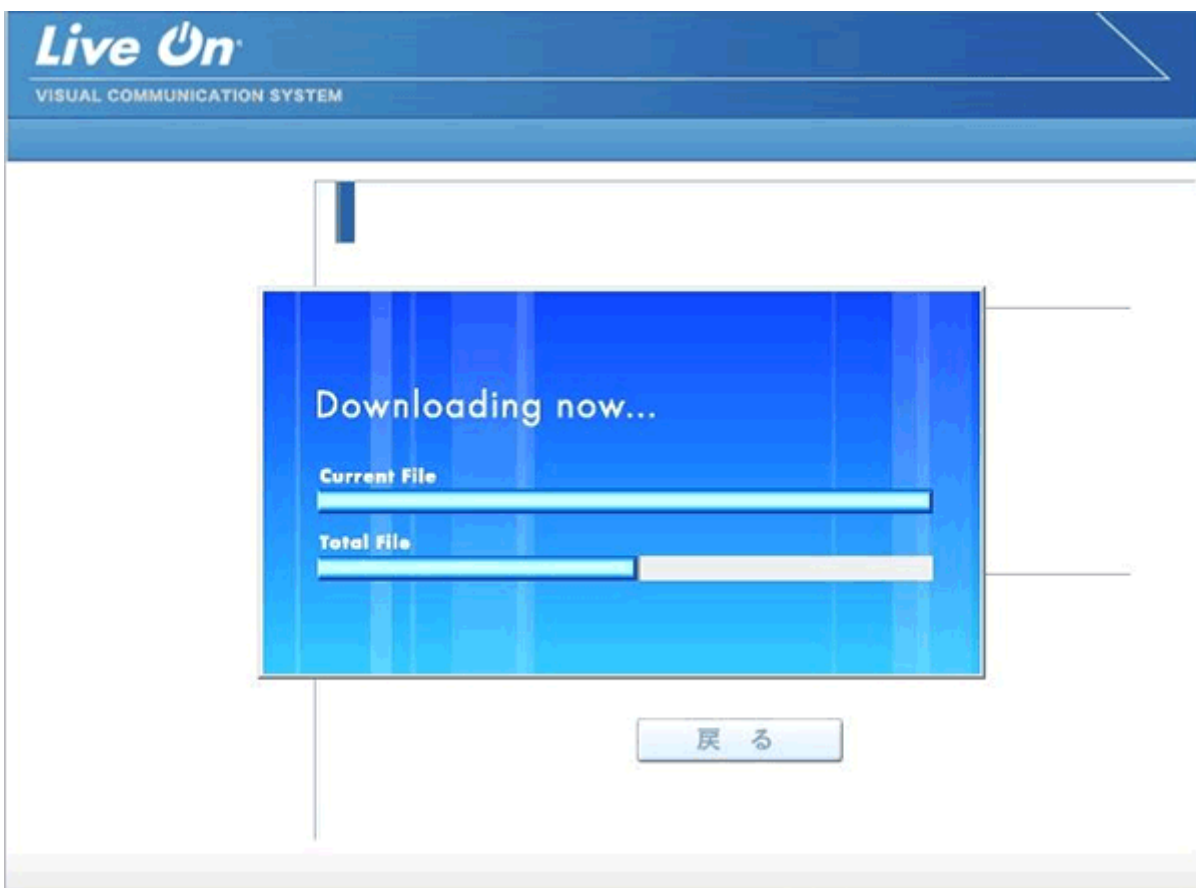 Live On
VISUAL COMMUNICATION SYSTEM
Downloading now...
Current File
Total File
戻 る